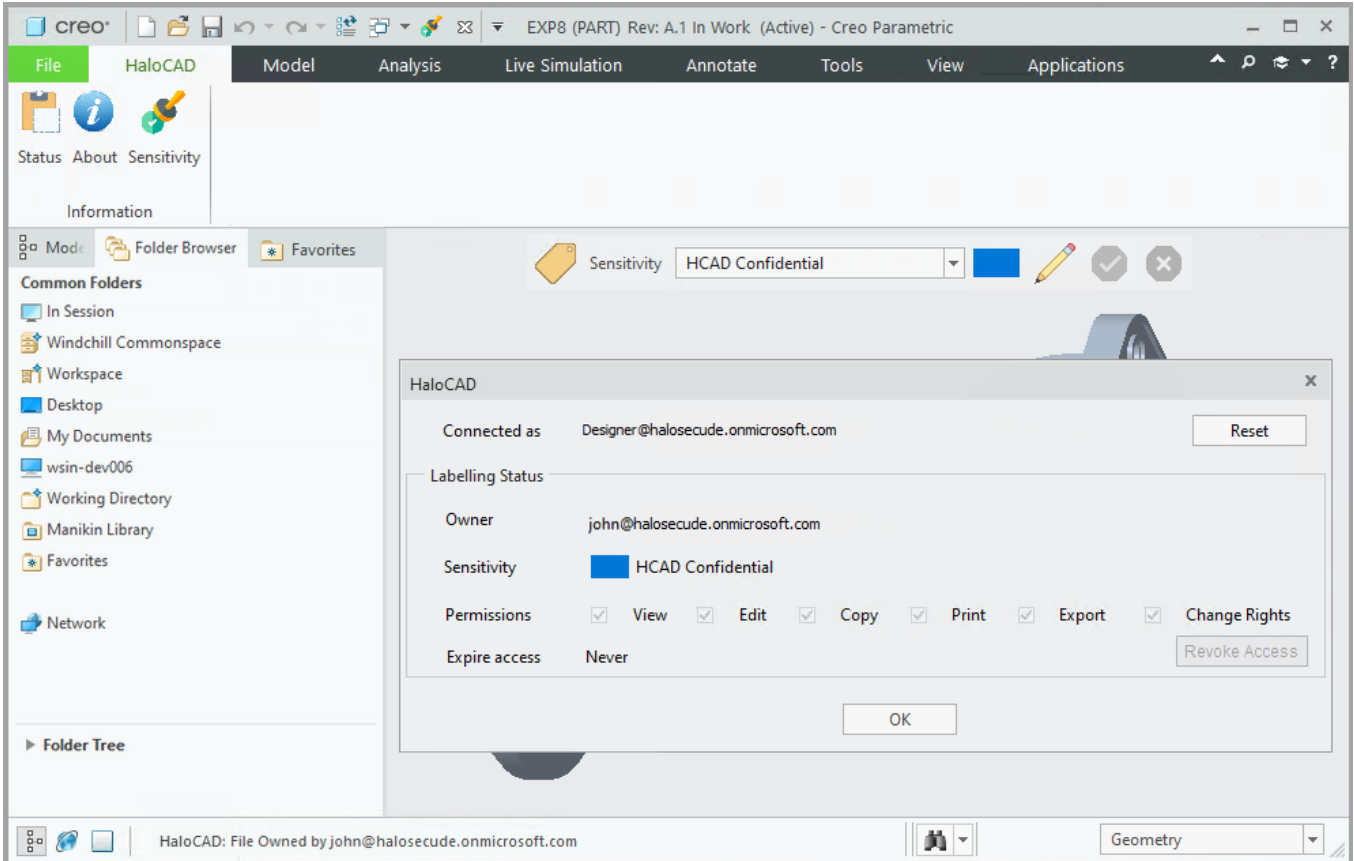 creo® EXP8 (PART) Rev: A.1 In Work (Active) - Creo Parametric
File HaloCAD Model Analysis Live Simulation Annotate Tools View Applications ?
Status About Sensitivity
Information
Mode Folder Browser Favorites
Common Folders
In Session
Windchill Commonspace
Workspace
Desktop
My Documents
wsin-dev006
Working Directory
Manikin Library
Favorites
Network
Folder Tree
Sensitivity HCAD Confidential
HaloCAD x
Connected as Designer@halosecude.onmicrosoft.com Reset
Labelling Status
Owner john@halosecude.onmicrosoft.com
Sensitivity HCAD Confidential
Permissions View Edit Copy Print Export Change Rights
Expire access Never Revoke Access
OK
HaloCAD: File Owned by john@halosecude.onmicrosoft.com Geometry